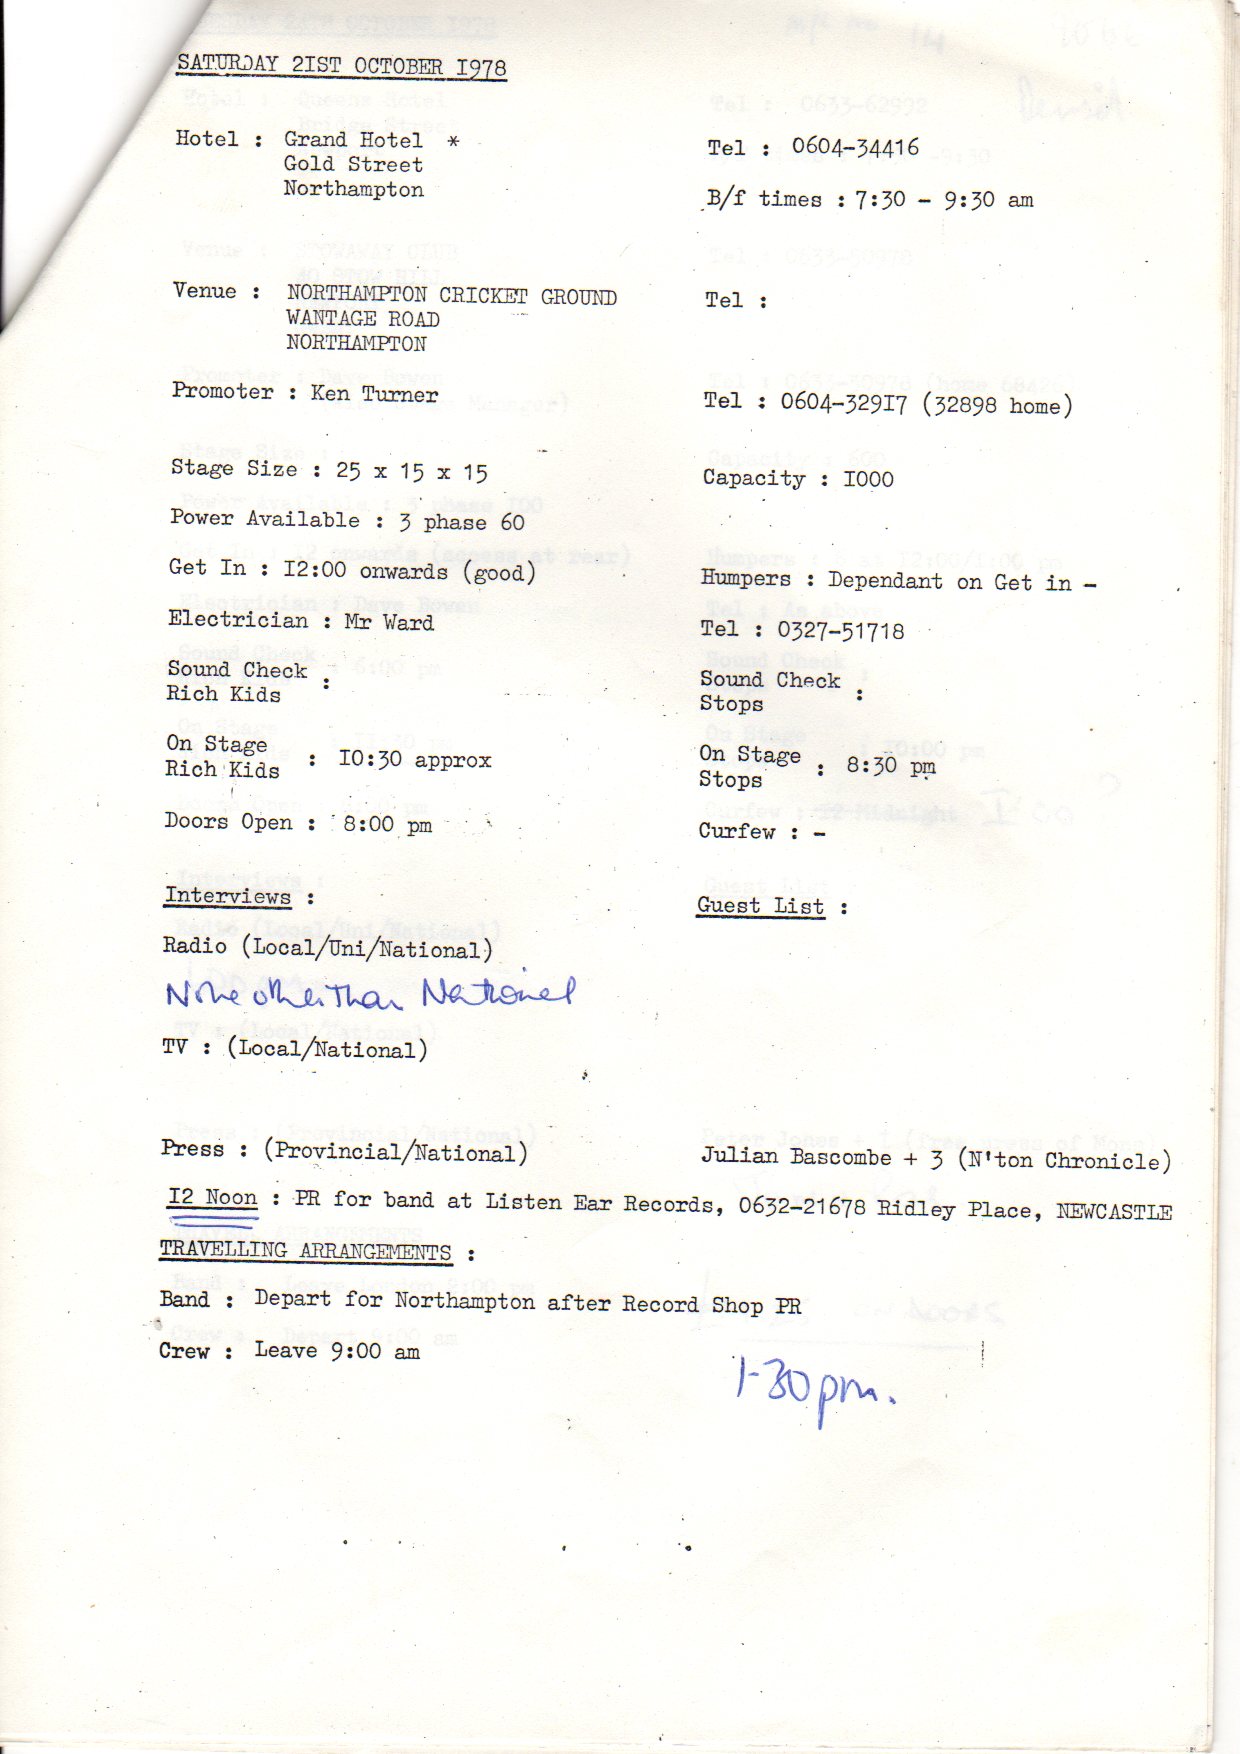 SATURDAY 2IST OCTOBER I978
Hotel : Grand Hotel *
Gold Street
Northampton
Tel : 0604-34416
B/f times : 7:30 - 9:30 am
Venue : NORTHAMPTON CRICKET GROUND
WANTAGE ROAD
NORTHAMPTON
Tel :
Promoter : Ken Turner
Tel : 0604-329I7 (32898 home)
Stage Size : 25 x 15 x 15
Capacity : I000
Power Available : 3 phase 60
Get In : I2:00 onwards (good)
Humpers : Dependant on Get in -
Electrician : Mr Ward
Tel : 0327-51718
Sound Check
Rich Kids :
Sound Check
Stops :
On Stage
Rich Kids : I0:30 approx
On Stage
Stops : 8:30 pm
Doors Open : 8:00 pm
Curfew : -
Interviews :
Guest List :
Radio (Local/Uni/National)
None other than National
TV : (Local/National)
Press : (Provincial/National)
Julian Bascombe + 3 (N'ton Chronicle)
I2 Noon : PR for band at Listen Ear Records, 0632-21678 Ridley Place, NEWCASTLE
TRAVELLING ARRANGEMENTS :
Band : Depart for Northampton after Record Shop PR
Crew : Leave 9:00 am
1-30pm.